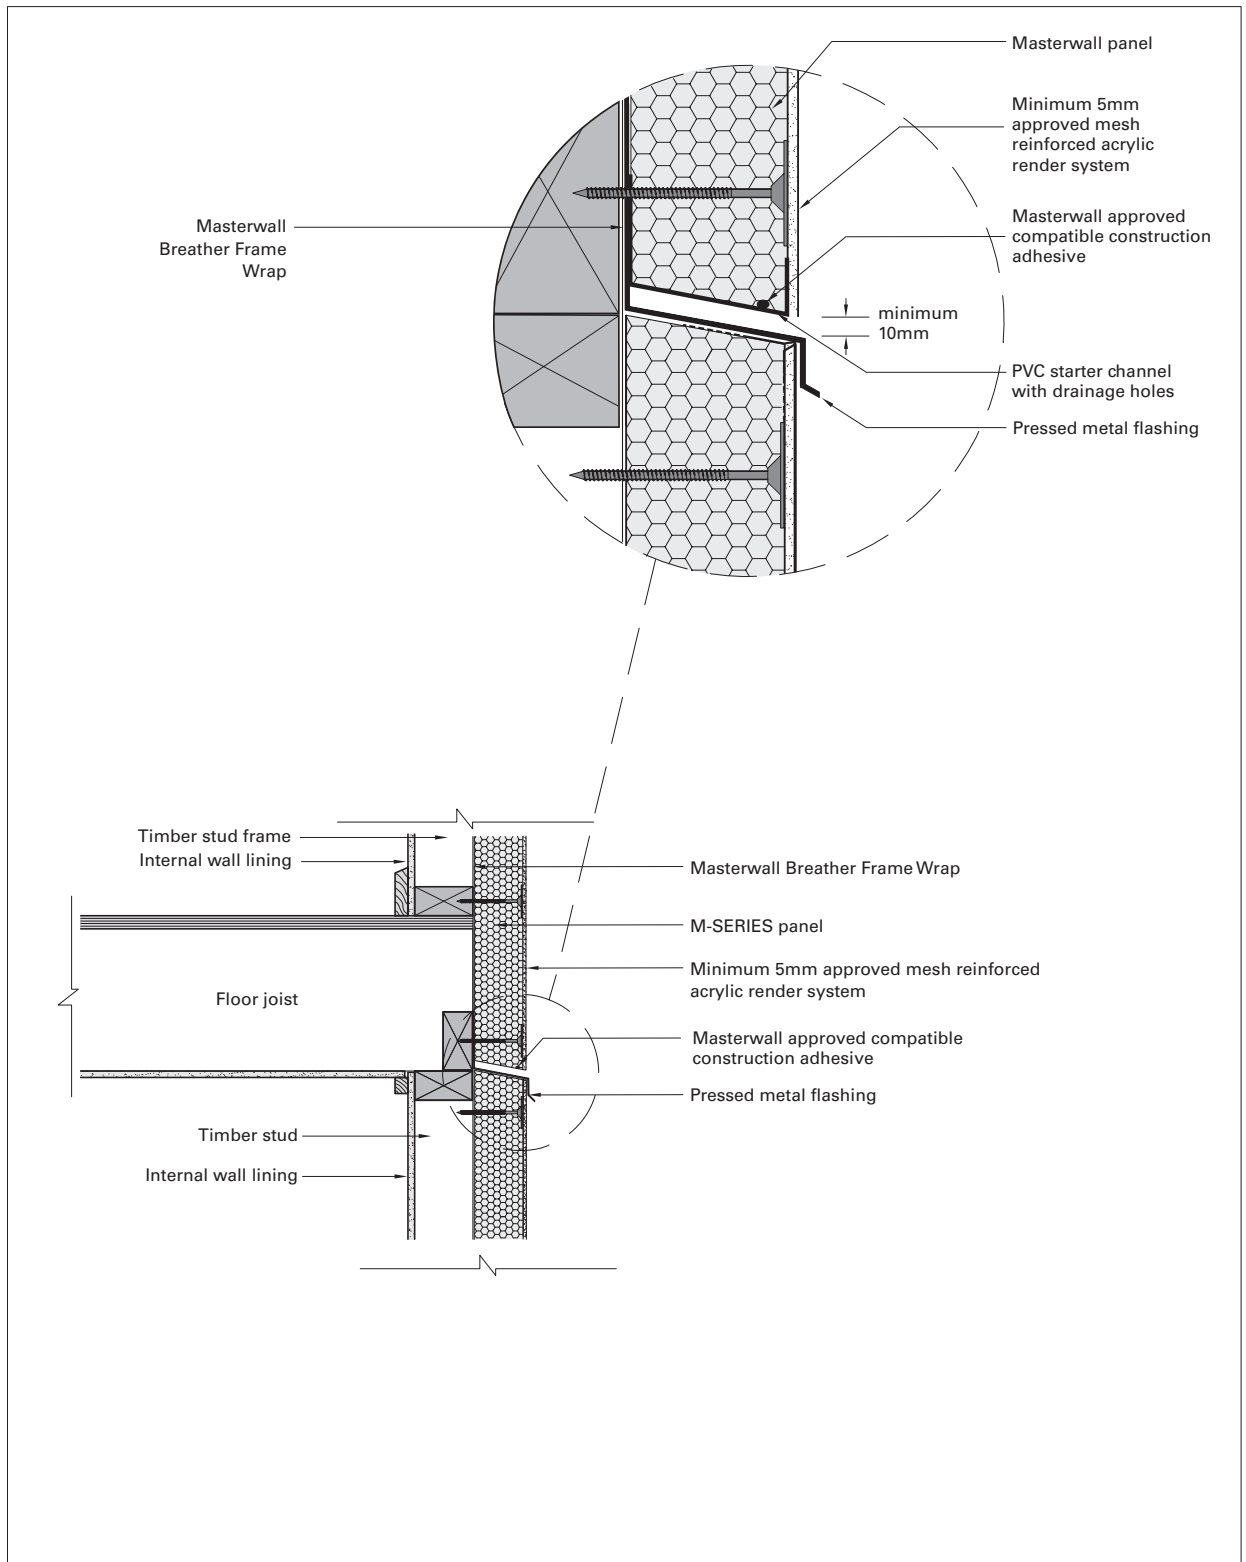 Masterwall panel
Minimum 5mm
approved mesh
reinforced acrylic
render system
Masterwall
Breather Frame
Wrap
Masterwall approved
compatible construction
adhesive
minimum
10mm
PVC starter channel
with drainage holes
Pressed metal flashing
Timber stud frame
Internal wall lining
Masterwall Breather Frame Wrap
M-SERIES panel
Minimum 5mm approved mesh reinforced
acrylic render system
Floor joist
Masterwall approved compatible
construction adhesive
Pressed metal flashing
Timber stud
Internal wall lining